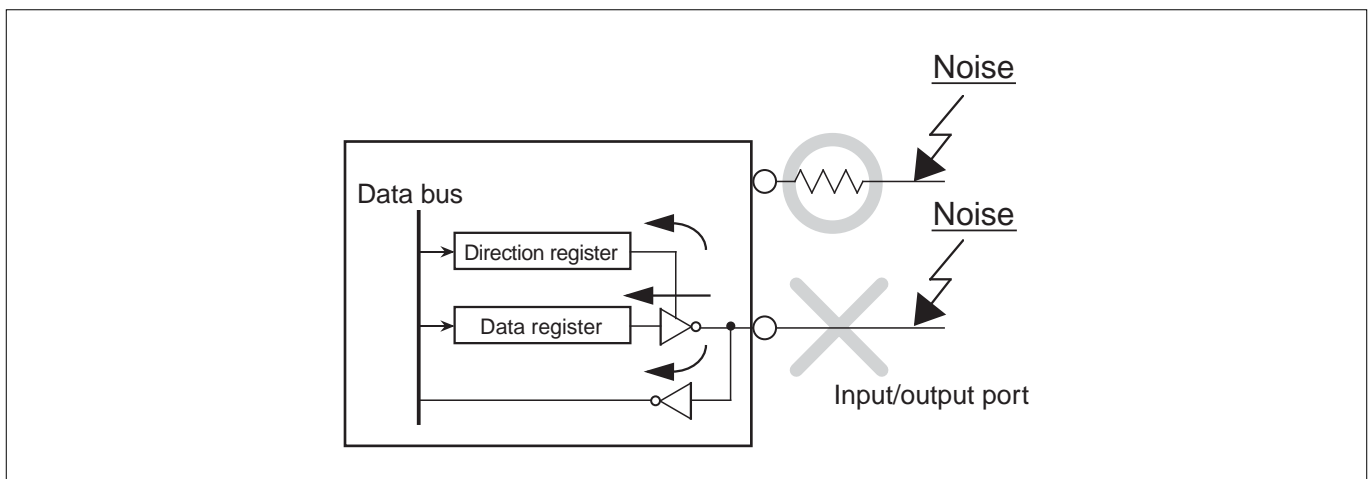 Noise
Data bus
Noise
Direction register
Data register
Input/output port